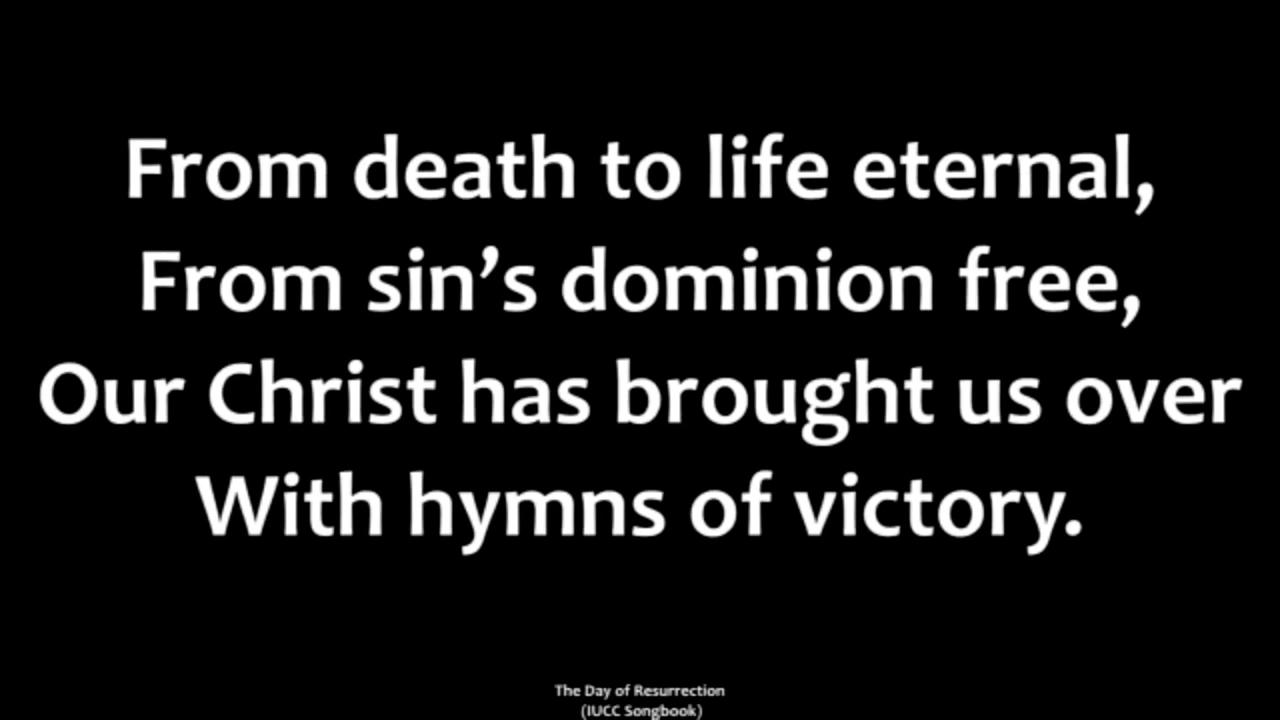 From death to life eternal,
From sin’s dominion free,
Our Christ has brought us over
With hymns of victory.
The Day of Resurrection
(IUCC Songbook)